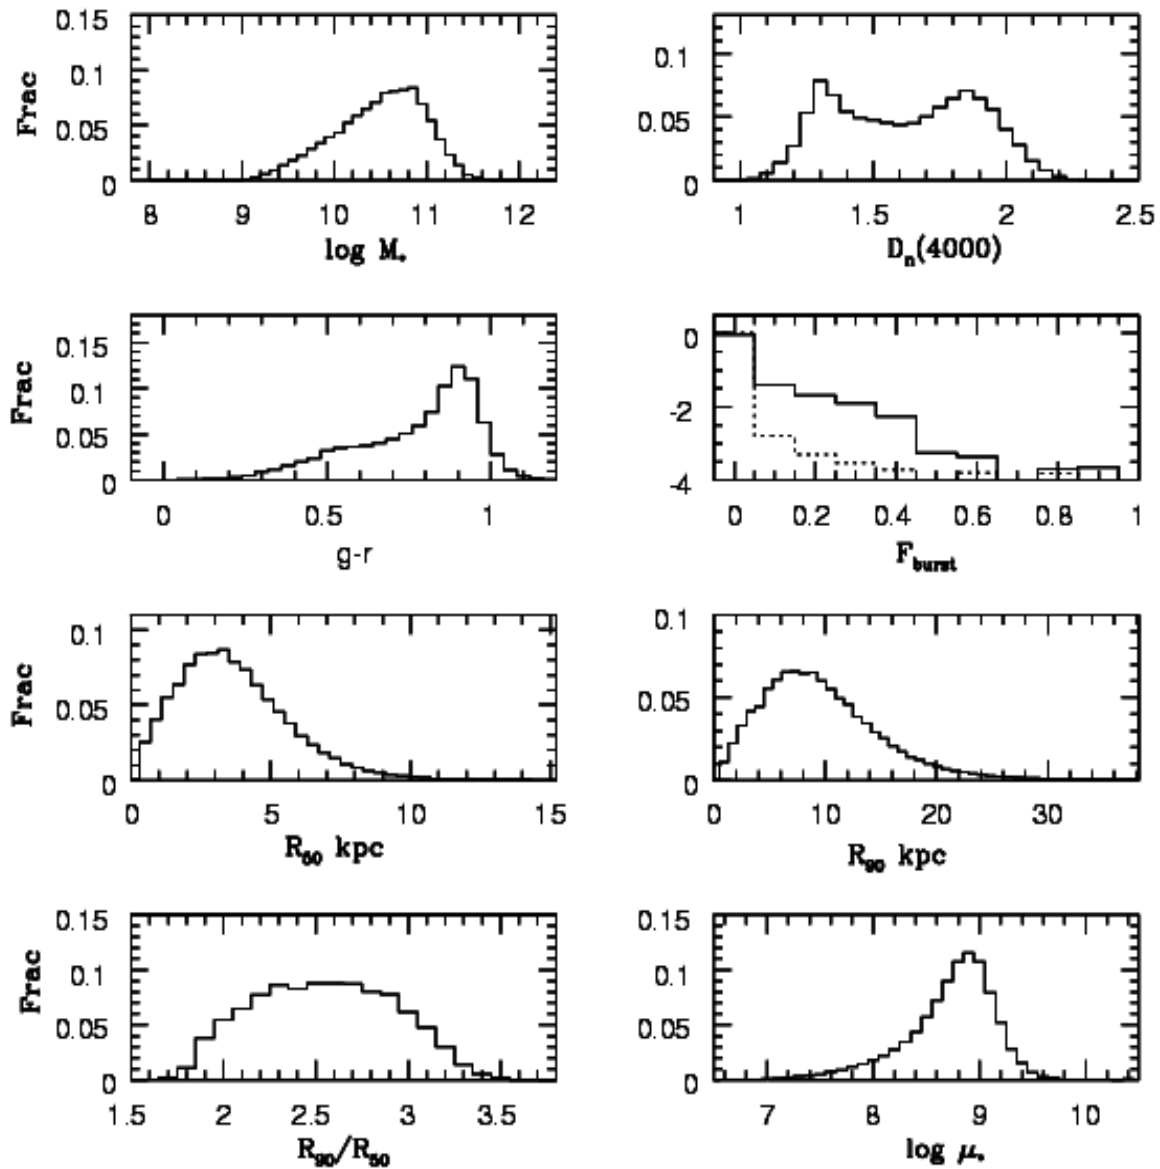 0.15
0.1
0.05
0
Frac
8 9 10 11 12
log M*
0.1
0.05
0
1 1.5 2 2.5
Dn(4000)
0.15
0.1
0.05
0
Frac
0 0.5 1
g-r
0
-2
-4
0 0.2 0.4 0.6 0.8 1
Fburst
0.1
0.05
0
Frac
0 5 10 15
R50 kpc
0.1
0.05
0
0 10 20 30
R90 kpc
0.15
0.1
0.05
0
Frac
1.5 2 2.5 3 3.5
R90/R50
0.15
0.1
0.05
0
7 8 9 10
log μ*